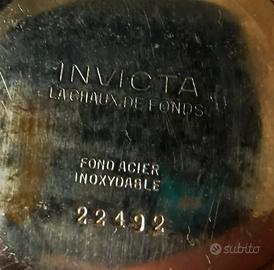 INVICTA
LA CHAUX DE FONDS
FOND ACIER
INOXYDABLE
22492
subito